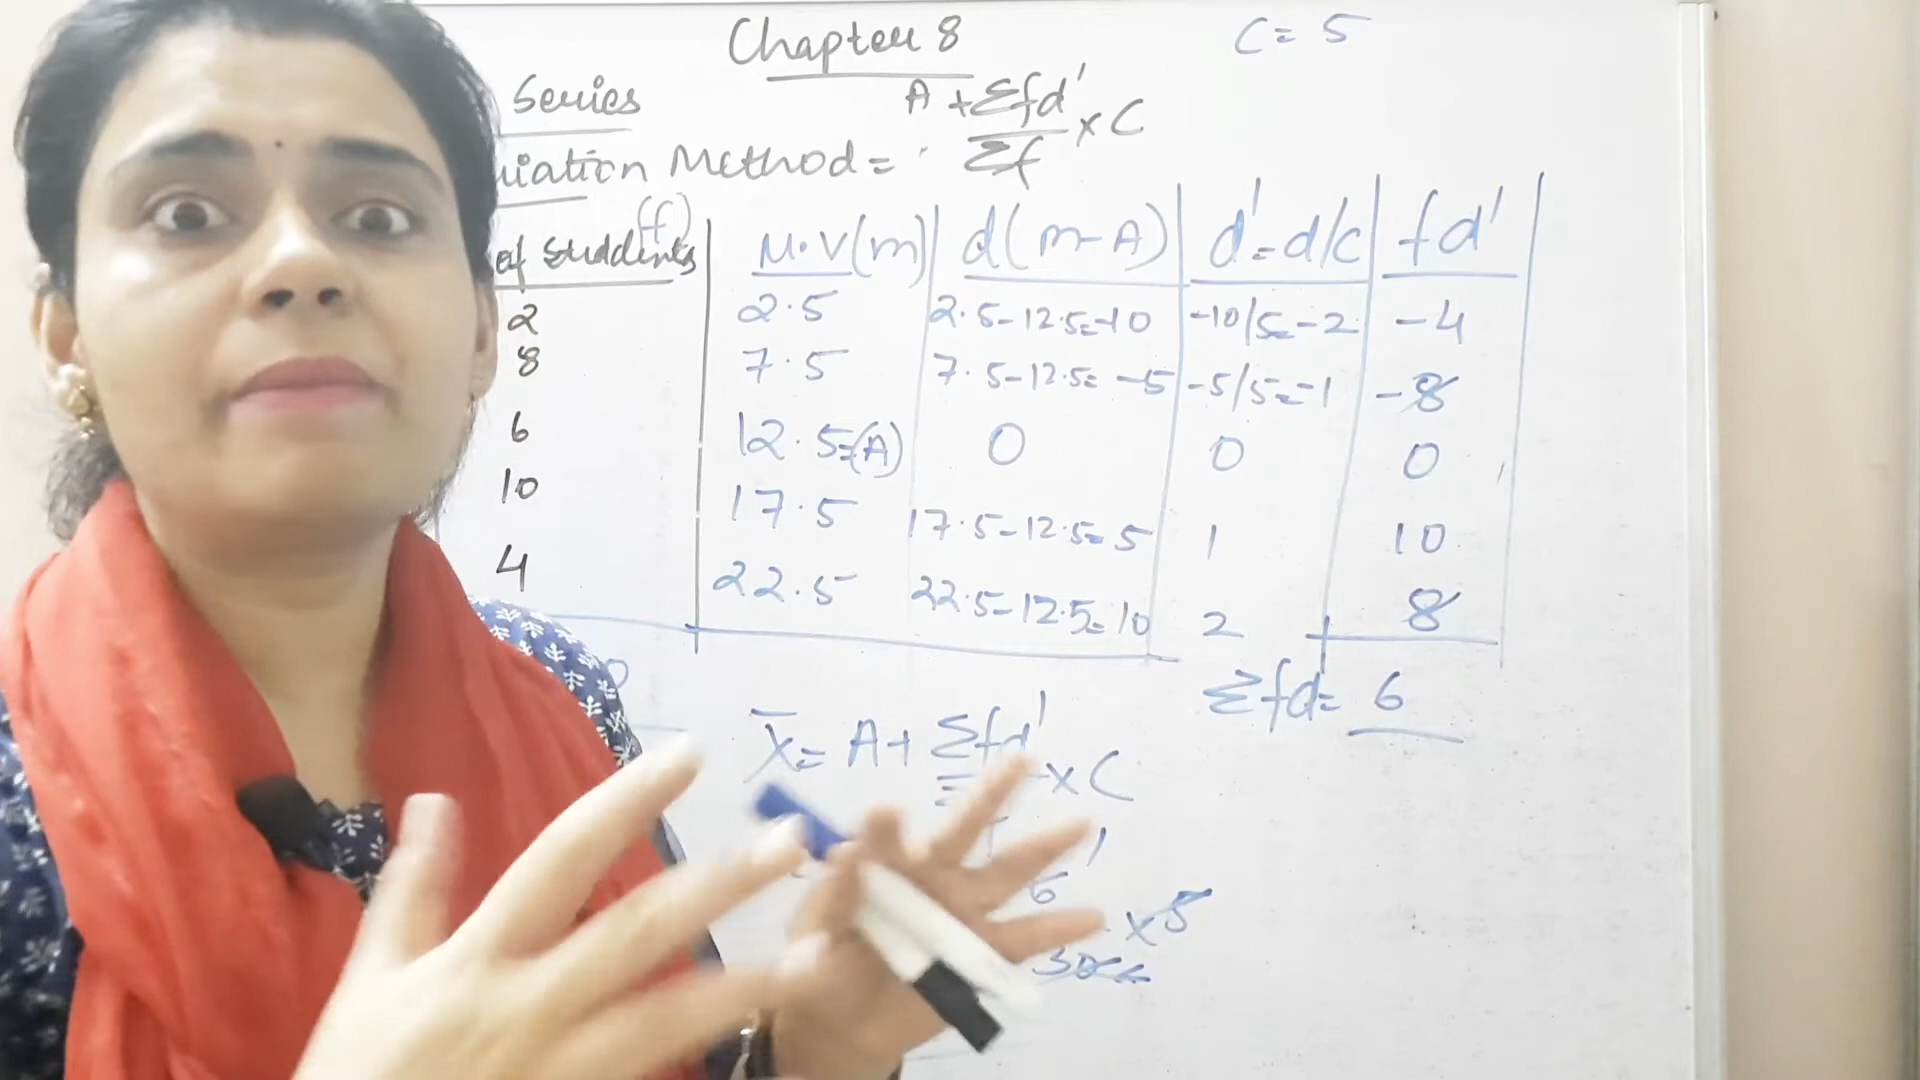 Chapter 8
C= 5
Series
A + Σfd' × C
Σf
uiation Method =
of Students (f) M.V(m) d(m-A) d'=d/c fd'
2 2.5 2.5-12.5=-10 -10/5=-2 -4
8 7.5 7.5-12.5= -5 -5/5=-1 -8
6 12.5=(A) 0 0 0
10 17.5 17.5-12.5= 5 1 10
4 22.5 22.5-12.5=10 2 8
Σfd= 6
X̄= A+ Σfd' × C
6
×5
30